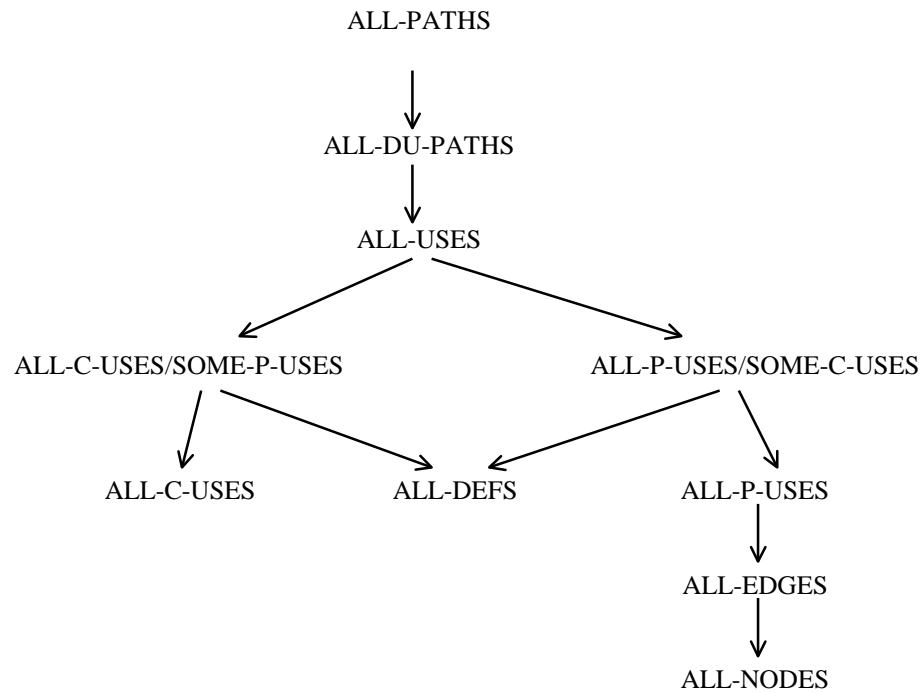 ALL-PATHS
ALL-DU-PATHS
ALL-USES
ALL-C-USES/SOME-P-USES
ALL-P-USES/SOME-C-USES
ALL-C-USES
ALL-DEFS
ALL-P-USES
ALL-EDGES
ALL-NODES